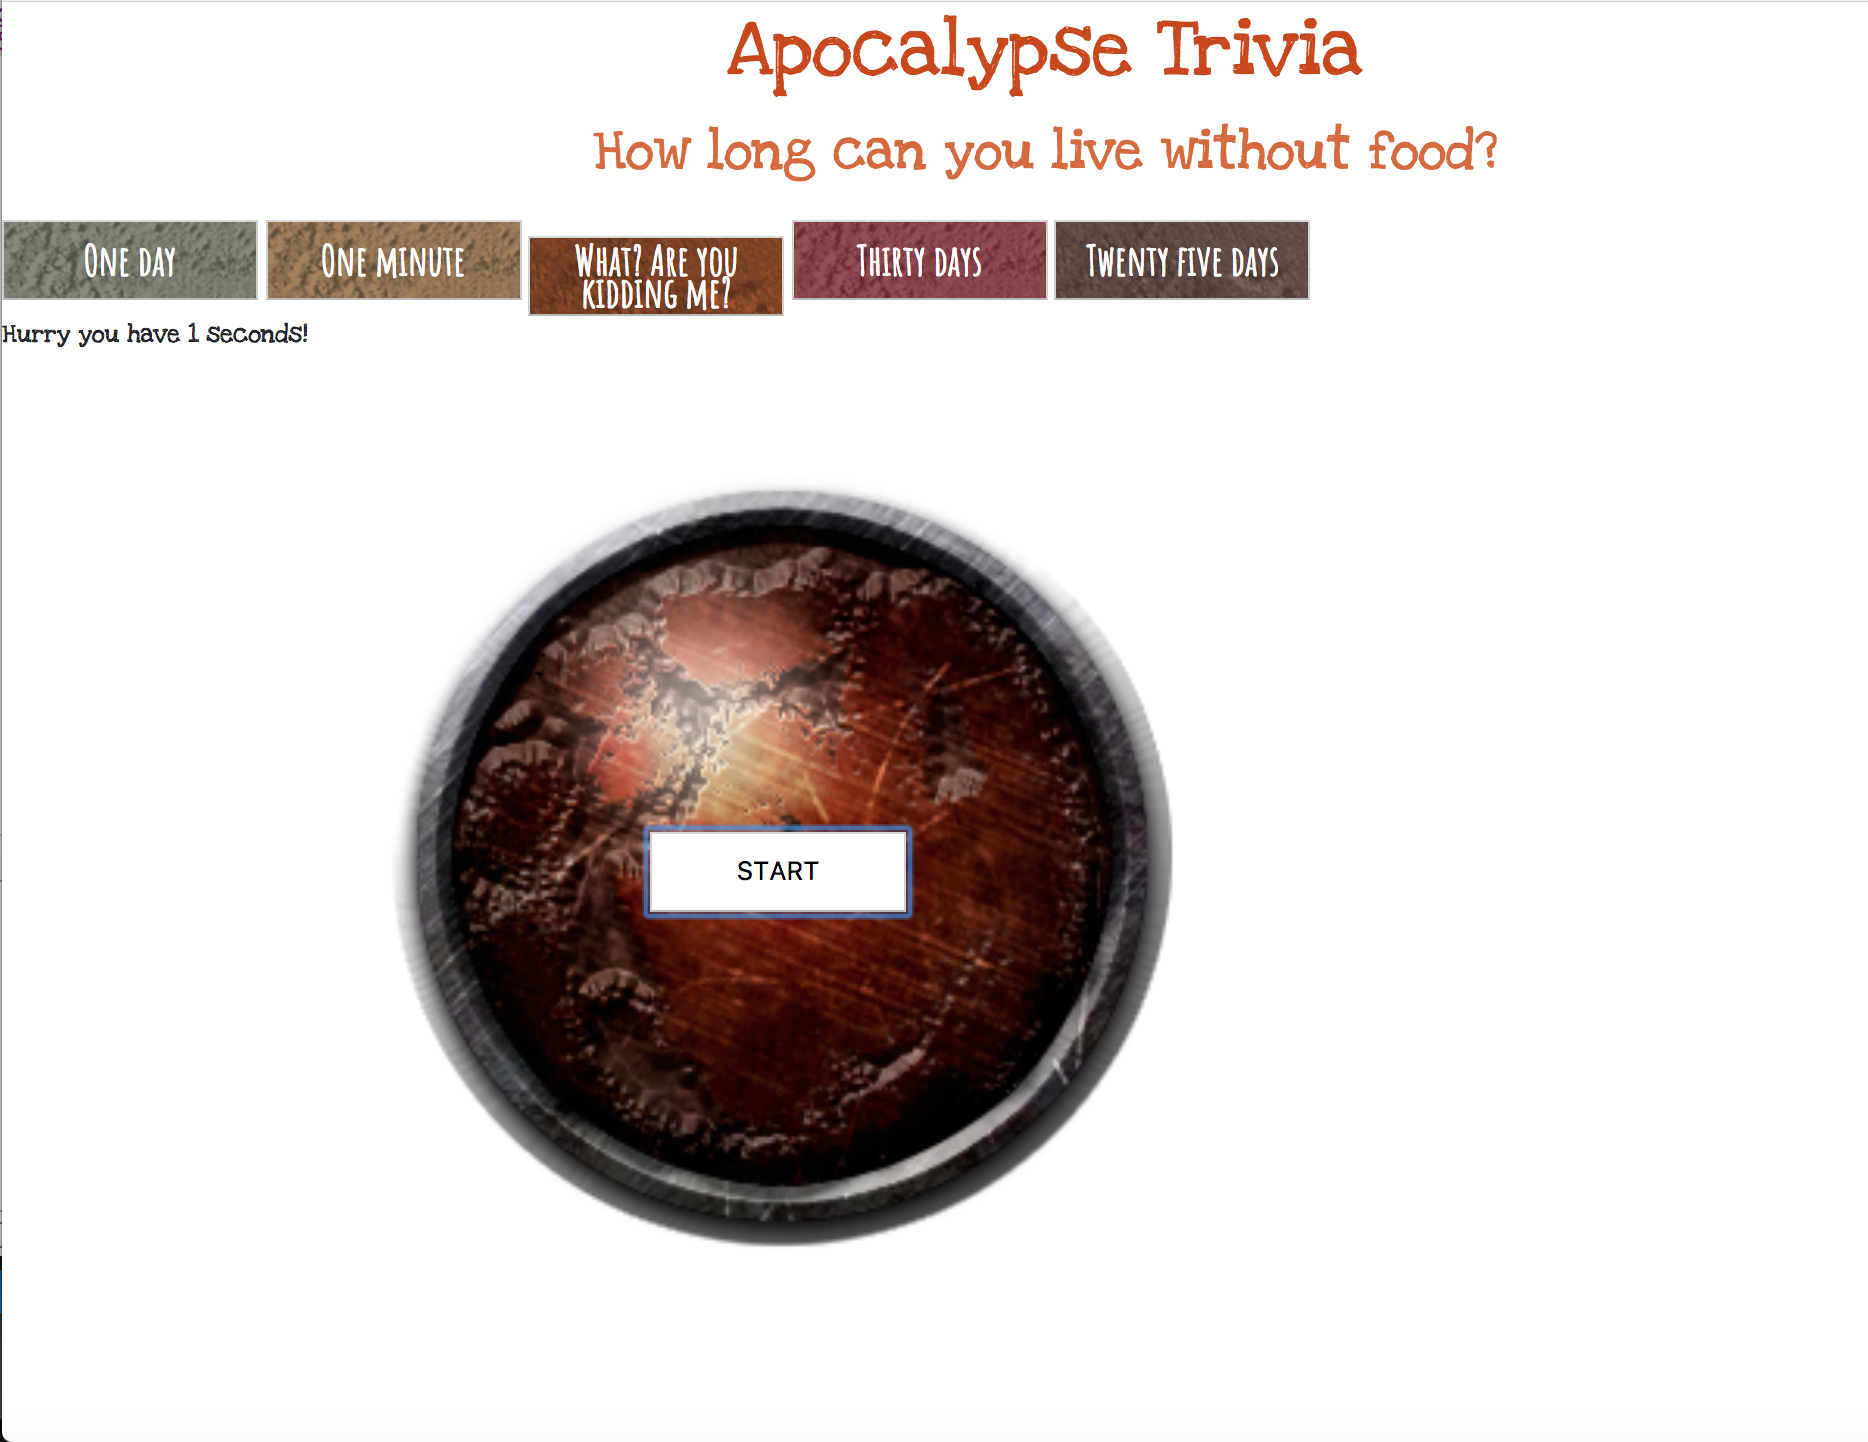 Apocalypse Trivia
How long can you live without food?
One day
One minute
What? Are you
kidding me?
Thirty days
Twenty five days
Hurry you have 1 seconds!
START